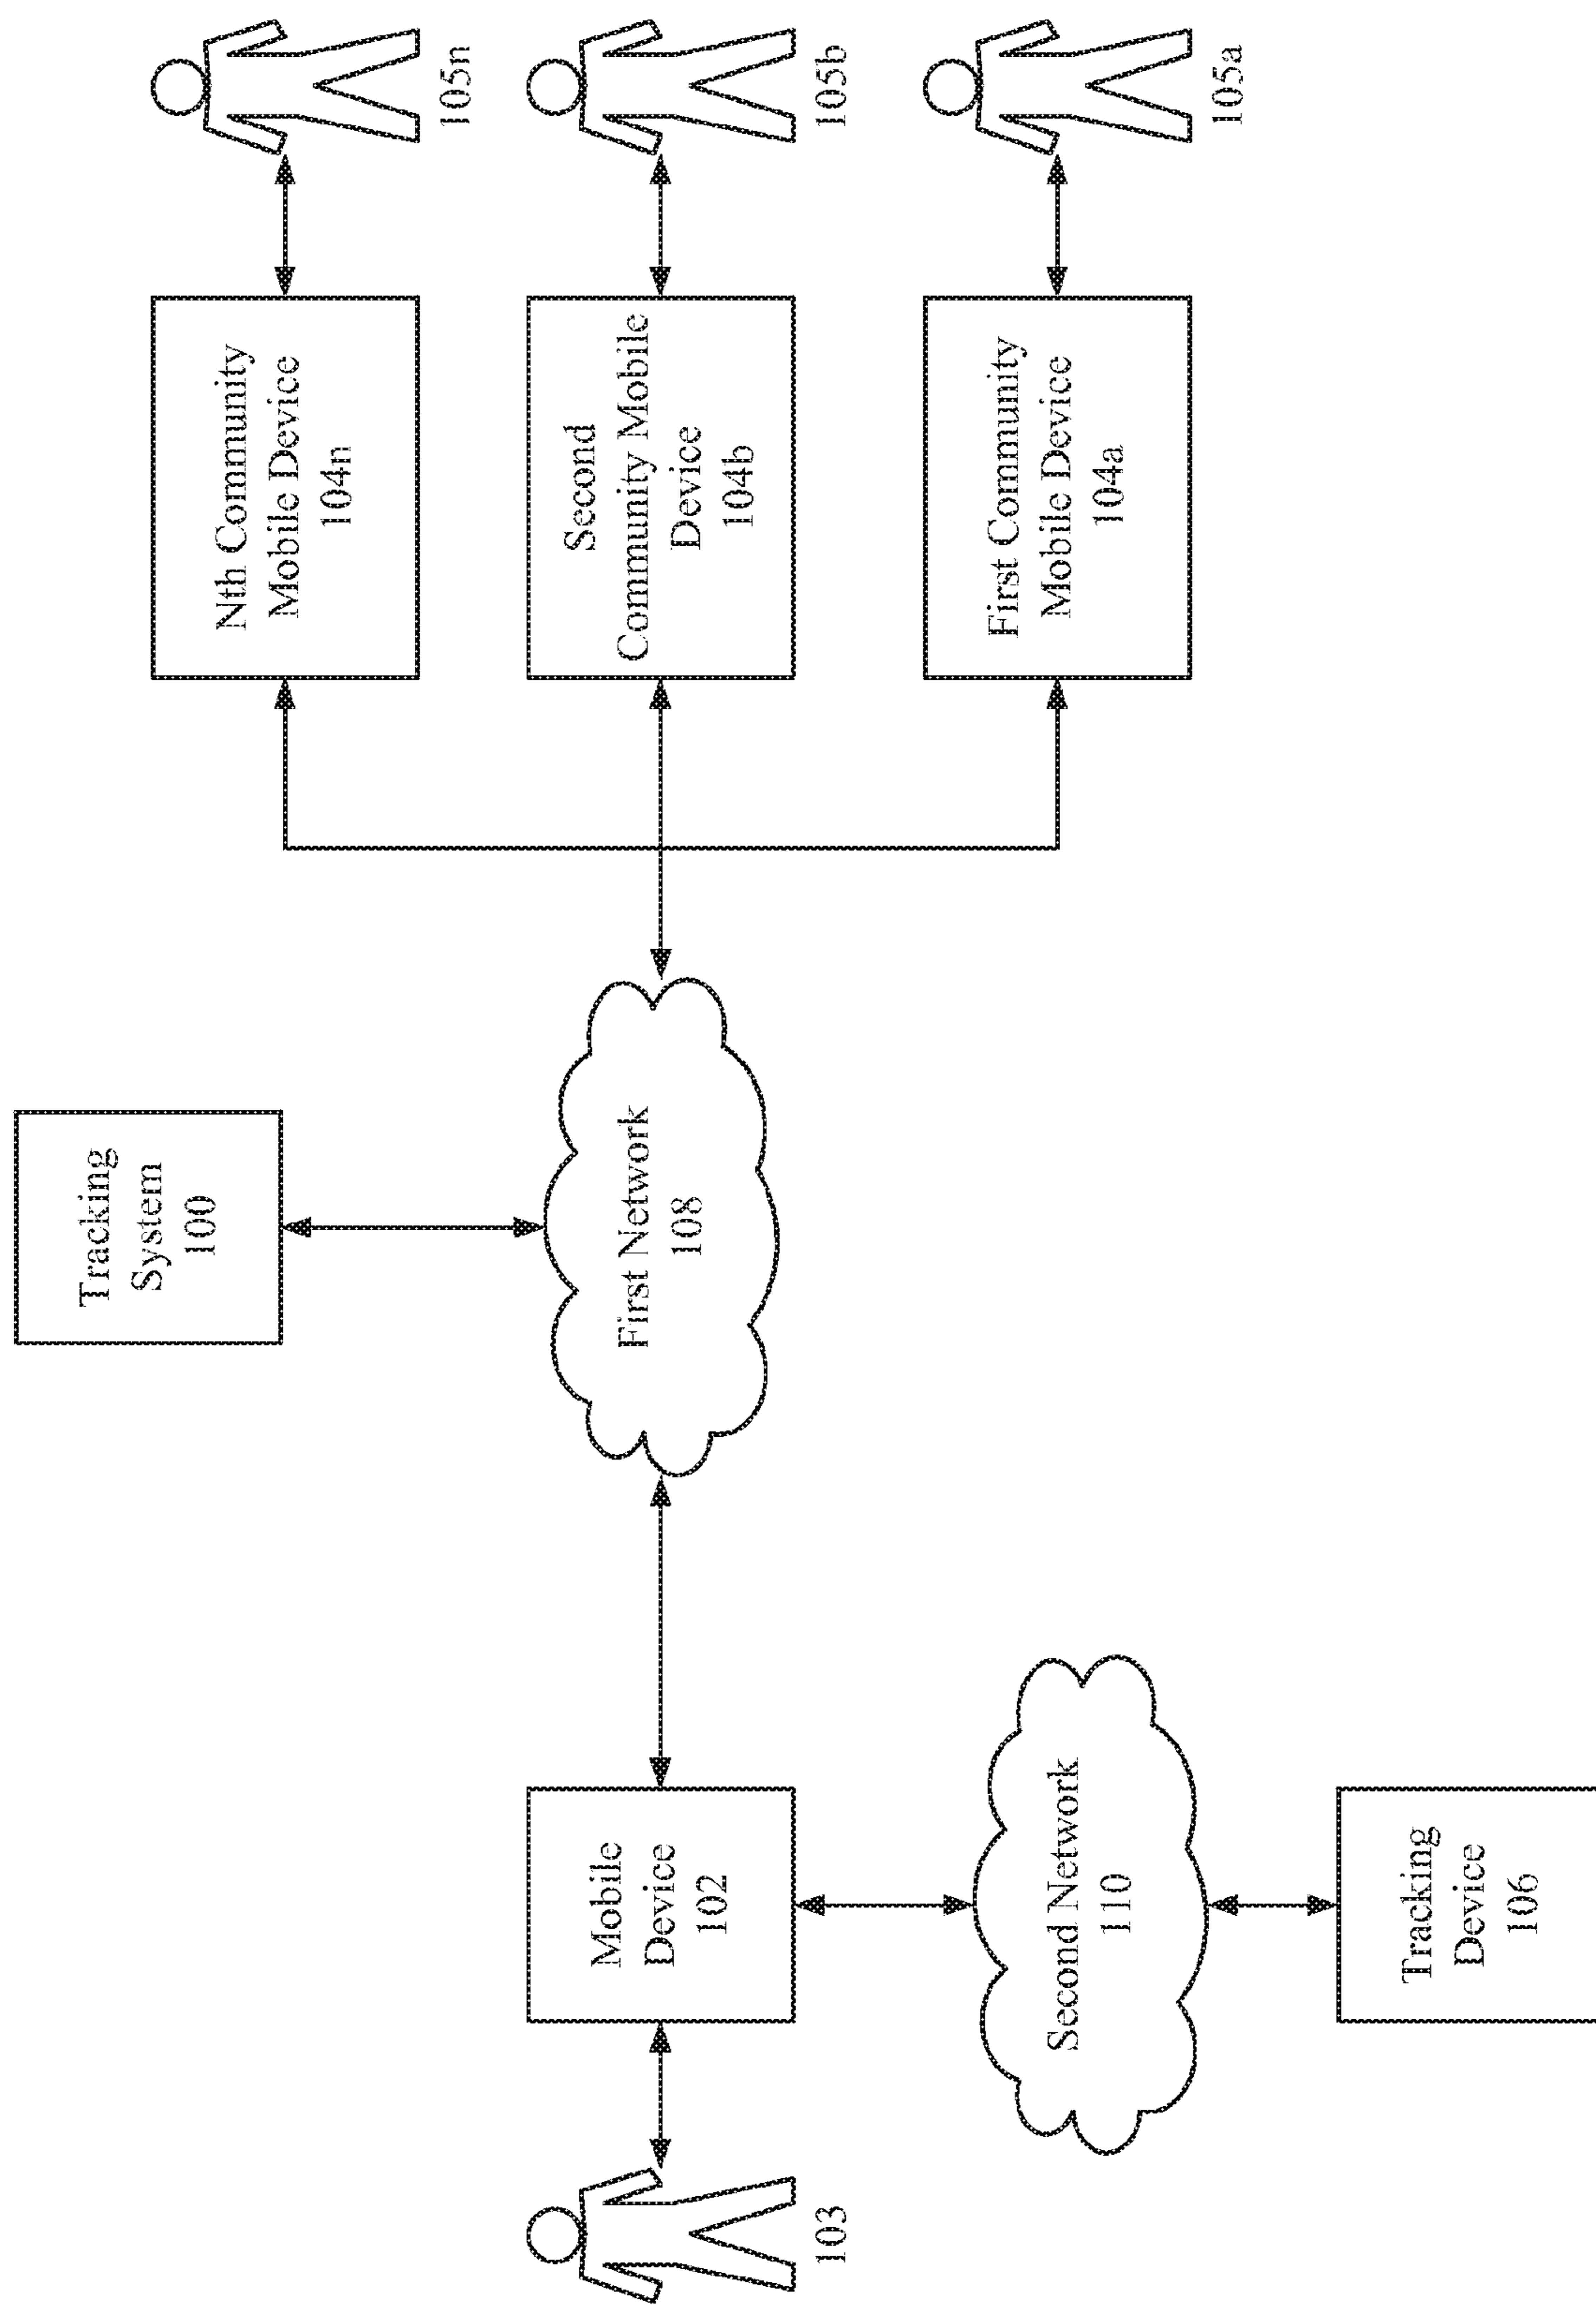 Tracking
System
100
Nth Community
Mobile Device
104n
105n
103
Mobile
Device
102
First Network
108
Second
Community Mobile
Device
104b
105b
Second Network
110
First Community
Mobile Device
104a
105a
Tracking
Device
106